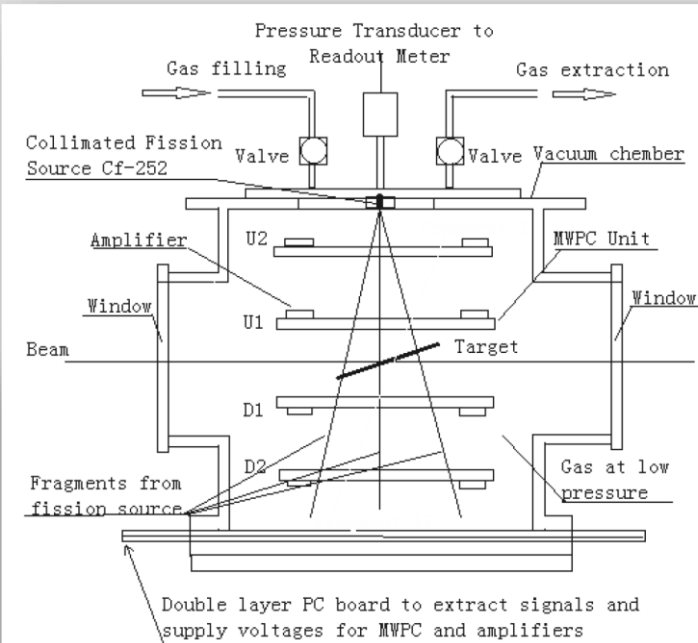 Pressure Transducer to
Readout Meter
Gas filling
Gas extraction
Collimated Fission
Source Cf-252
Valve
Valve
Vacuum chember
Amplifier
U2
MWPC Unit
Window
U1
Window
Beam
Target
D1
D2
Fragments from
fission source
Gas at low
pressure
Double layer PC board to extract signals and
supply voltages for MWPC and amplifiers